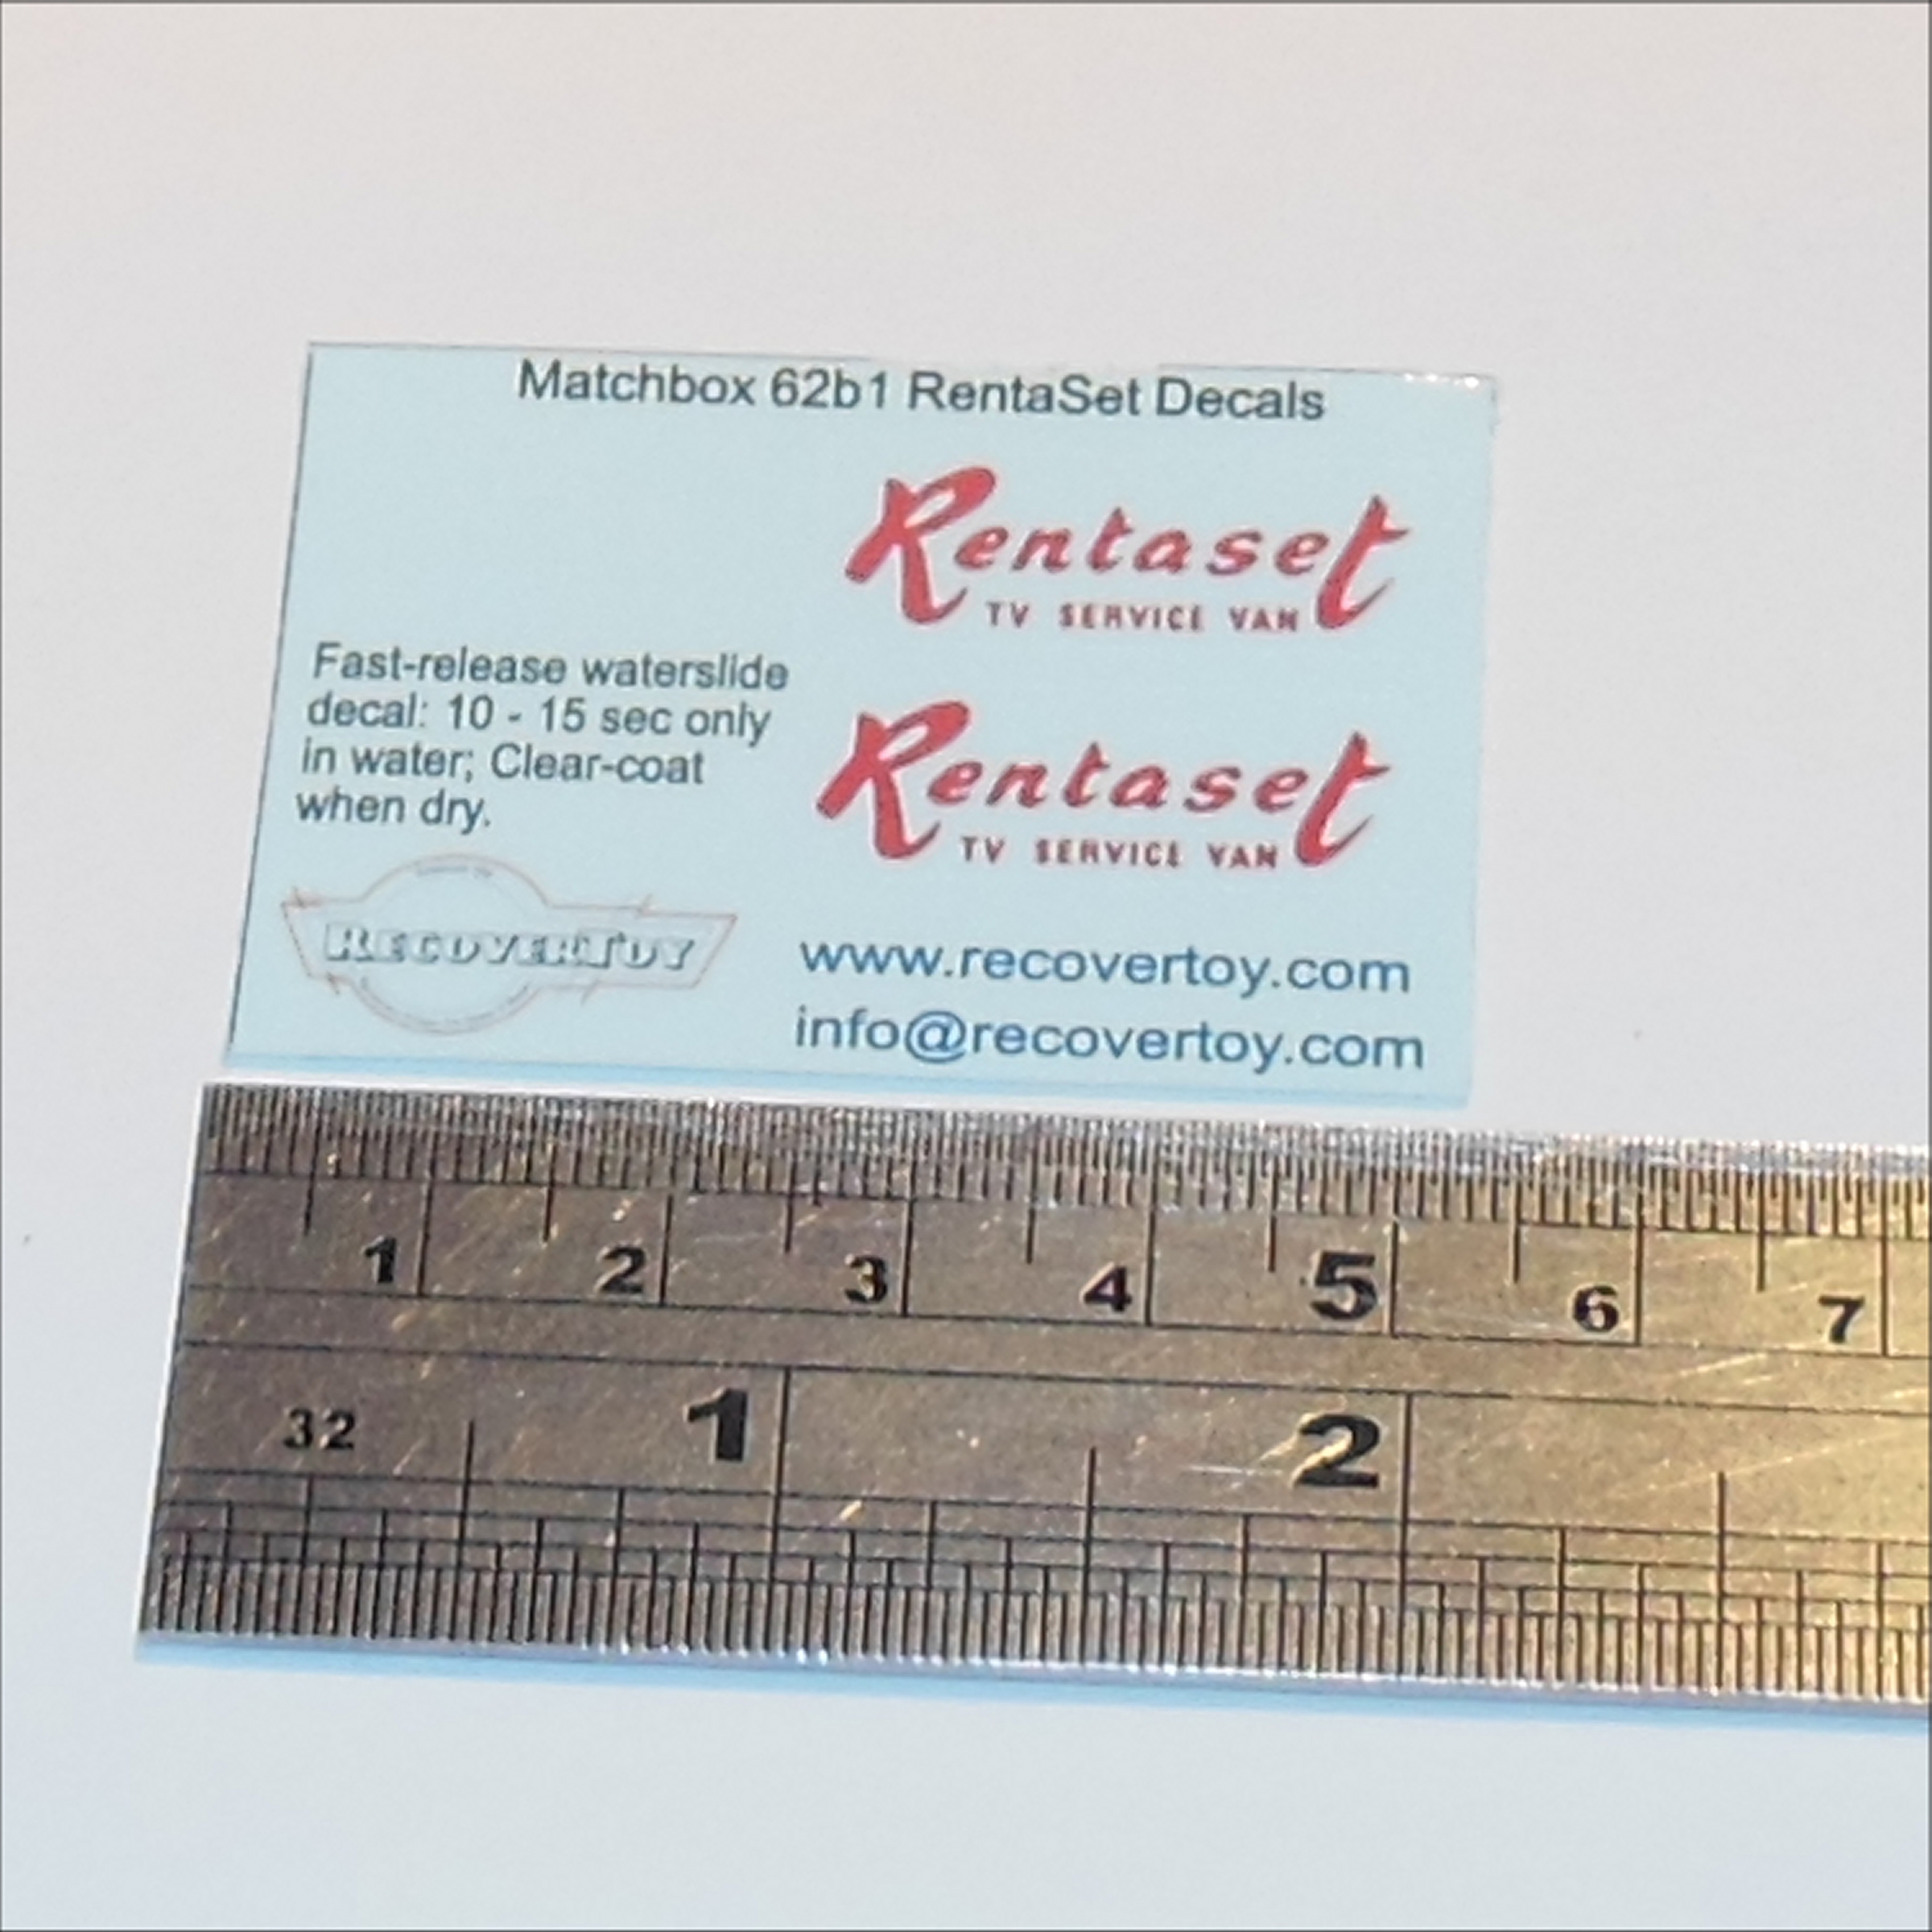 Matchbox 62b1 RentaSet Decals
Rentaset
TV SERVICE VAN
Fast-release waterslide
decal: 10 - 15 sec only
in water; Clear-coat
when dry.
Rentaset
TV SERVICE VAN
RECOVERTOY
www.recovertoy.com
info@recovertoy.com
1 2 3 4 5 6 7
32 1 2